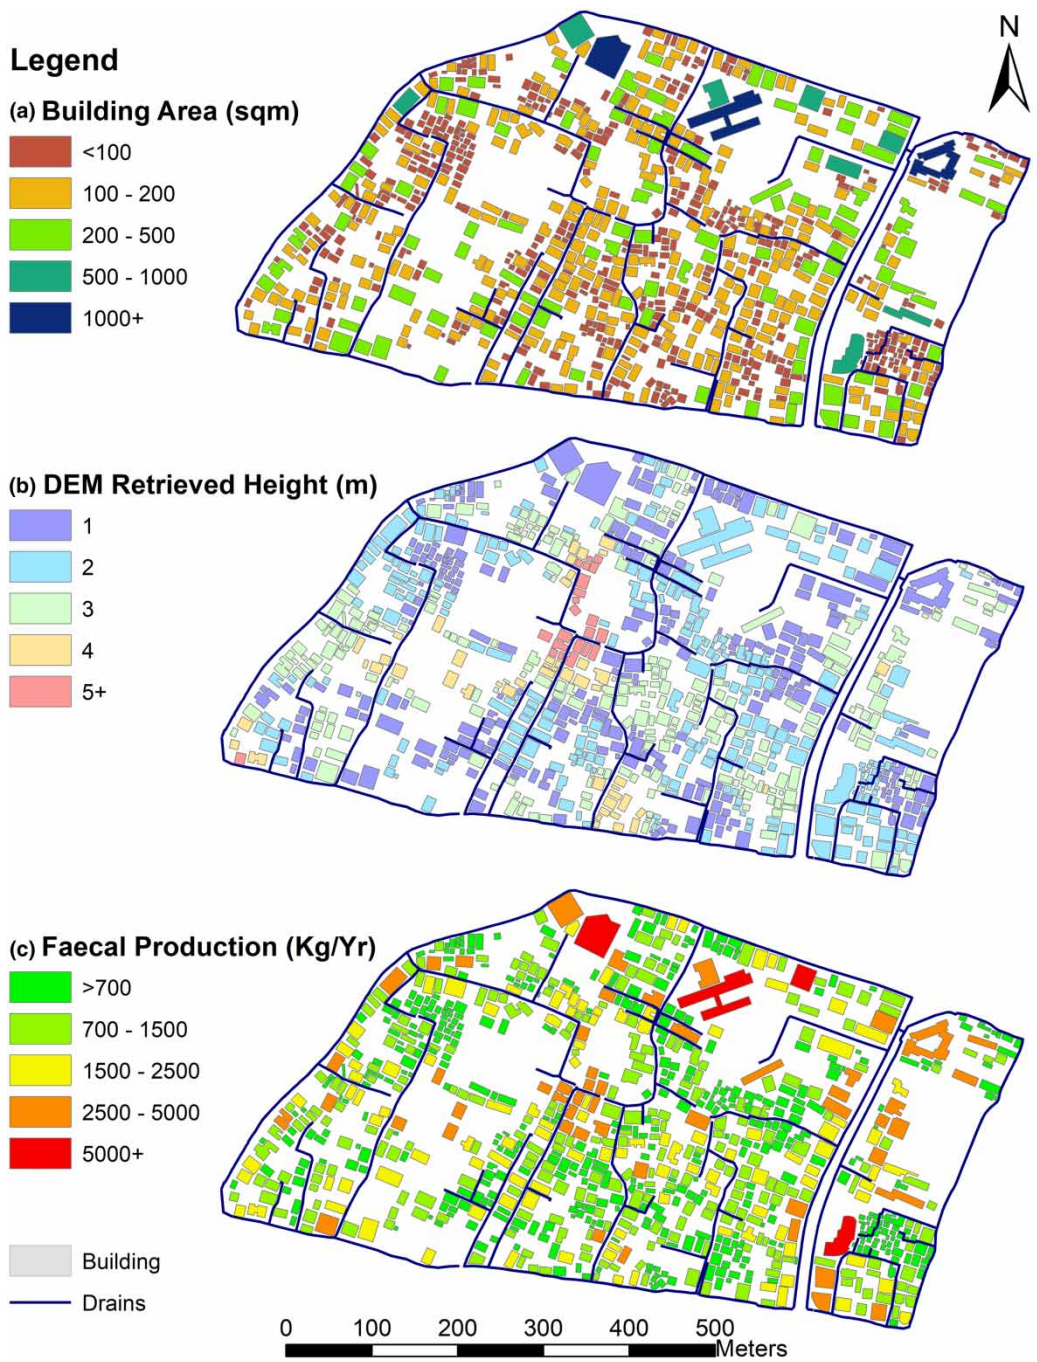 N
Legend
(a) Building Area (sqm)
<100
100 - 200
200 - 500
500 - 1000
1000+
(b) DEM Retrieved Height (m)
1
2
3
4
5+
(c) Faecal Production (Kg/Yr)
>700
700 - 1500
1500 - 2500
2500 - 5000
5000+
Building
Drains
0 100 200 300 400 500
Meters